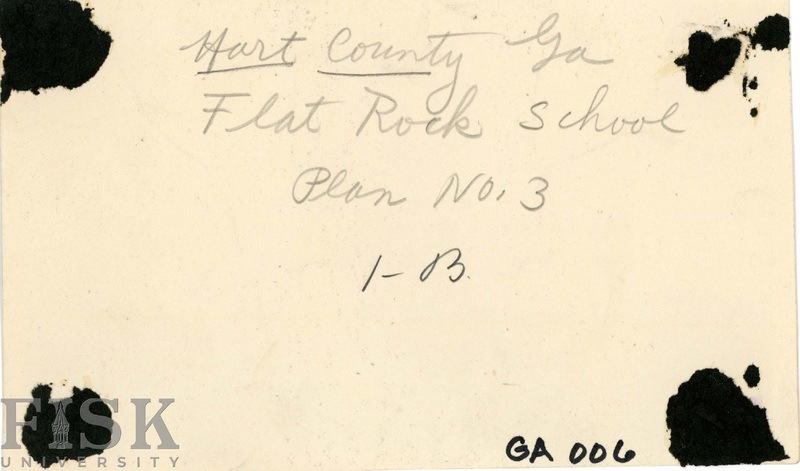 Hart County Ga
Flat Rock School
Plan No. 3
1-B.
GA 006
FISK
UNIVERSITY